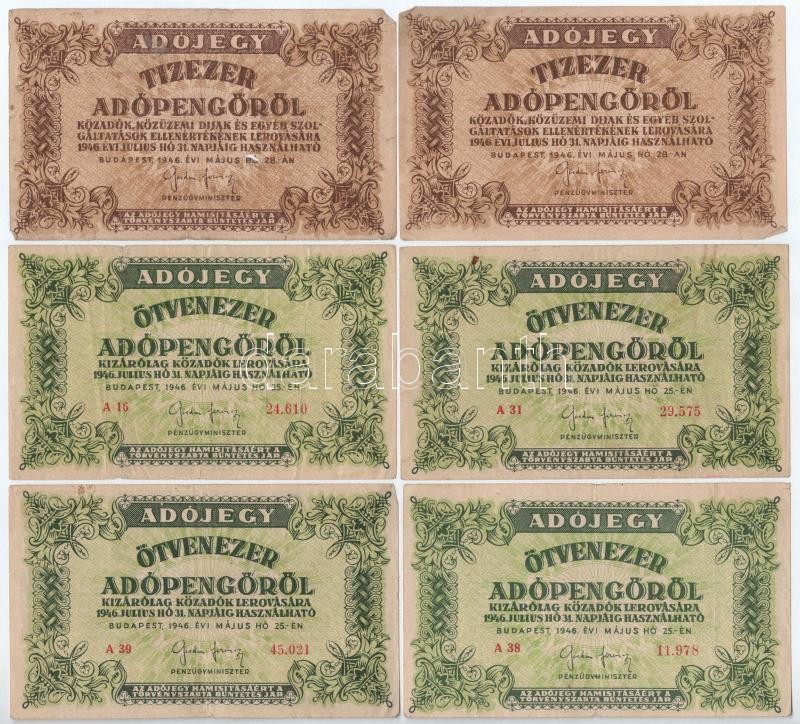 ADÓJEGY
TIZEZER
ADÓPENGŐRŐL
KÖZADÓK, KÖZÜZEMI DIJAK ÉS EGYÉB SZOL-
GÁLTATÁSOK ELLENÉRTÉKÉNEK LEROVÁSÁRA
1946. ÉVI JULIUS HÓ 31. NAPJÁIG HASZNÁLHATÓ
BUDAPEST, 1946. ÉVI MÁJUS HÓ 28.-ÁN
PÉNZÜGYMINISZTER
AZ ADÓJEGY HAMISITÁSÁÉRT A
TÖRVÉNYSZABTA BÜNTETÉS JÁR
ADÓJEGY
TIZEZER
ADÓPENGŐRŐL
KÖZADÓK, KÖZÜZEMI DIJAK ÉS EGYÉB SZOL-
GÁLTATÁSOK ELLENÉRTÉKÉNEK LEROVÁSÁRA
1946. ÉVI JULIUS HÓ 31. NAPJÁIG HASZNÁLHATÓ
BUDAPEST, 1946. ÉVI MÁJUS HÓ 28.-ÁN
PÉNZÜGYMINISZTER
AZ ADÓJEGY HAMISITÁSÁÉRT A
TÖRVÉNYSZABTA BÜNTETÉS JÁR
ADÓJEGY
ÖTVENEZER
ADÓPENGŐRŐL
KIZÁRÓLAG KÖZADÓK LEROVÁSÁRA
1946. JULIUS HÓ 31. NAPJÁIG HASZNÁLHATÓ
BUDAPEST, 1946. ÉVI MÁJUS HÓ 25.-ÉN
A 15 24.610
PÉNZÜGYMINISZTER
AZ ADÓJEGY HAMISITÁSÁÉRT A
TÖRVÉNYSZABTA BÜNTETÉS JÁR
ADÓJEGY
ÖTVENEZER
ADÓPENGŐRŐL
KIZÁRÓLAG KÖZADÓK LEROVÁSÁRA
1946. JULIUS HÓ 31. NAPJÁIG HASZNÁLHATÓ
BUDAPEST, 1946. ÉVI MÁJUS HÓ 25.-ÉN
A 31 29.575
PÉNZÜGYMINISZTER
AZ ADÓJEGY HAMISITÁSÁÉRT A
TÖRVÉNYSZABTA BÜNTETÉS JÁR
darabanth
ADÓJEGY
ÖTVENEZER
ADÓPENGŐRŐL
KIZÁRÓLAG KÖZADÓK LEROVÁSÁRA
1946. JULIUS HÓ 31. NAPJÁIG HASZNÁLHATÓ
BUDAPEST, 1946. ÉVI MÁJUS HÓ 25.-ÉN
A 39 45.021
PÉNZÜGYMINISZTER
AZ ADÓJEGY HAMISITÁSÁÉRT A
TÖRVÉNYSZABTA BÜNTETÉS JÁR
ADÓJEGY
ÖTVENEZER
ADÓPENGŐRŐL
KIZÁRÓLAG KÖZADÓK LEROVÁSÁRA
1946. JULIUS HÓ 31. NAPJÁIG HASZNÁLHATÓ
BUDAPEST, 1946. ÉVI MÁJUS HÓ 25.-ÉN
A 38 11.978
PÉNZÜGYMINISZTER
AZ ADÓJEGY HAMISITÁSÁÉRT A
TÖRVÉNYSZABTA BÜNTETÉS JÁR